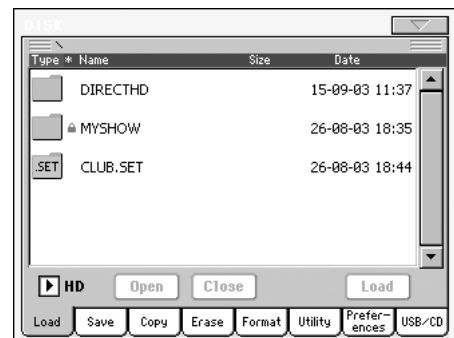 DISK
Type * Name Size Date
DIRECTHD 15-09-03 11:37
MYSHOW 26-08-03 18:35
.SET CLUB.SET 26-08-03 18:44
HD Open Close Load
Load Save Copy Erase Format Utility Prefer-
ences USB/CD